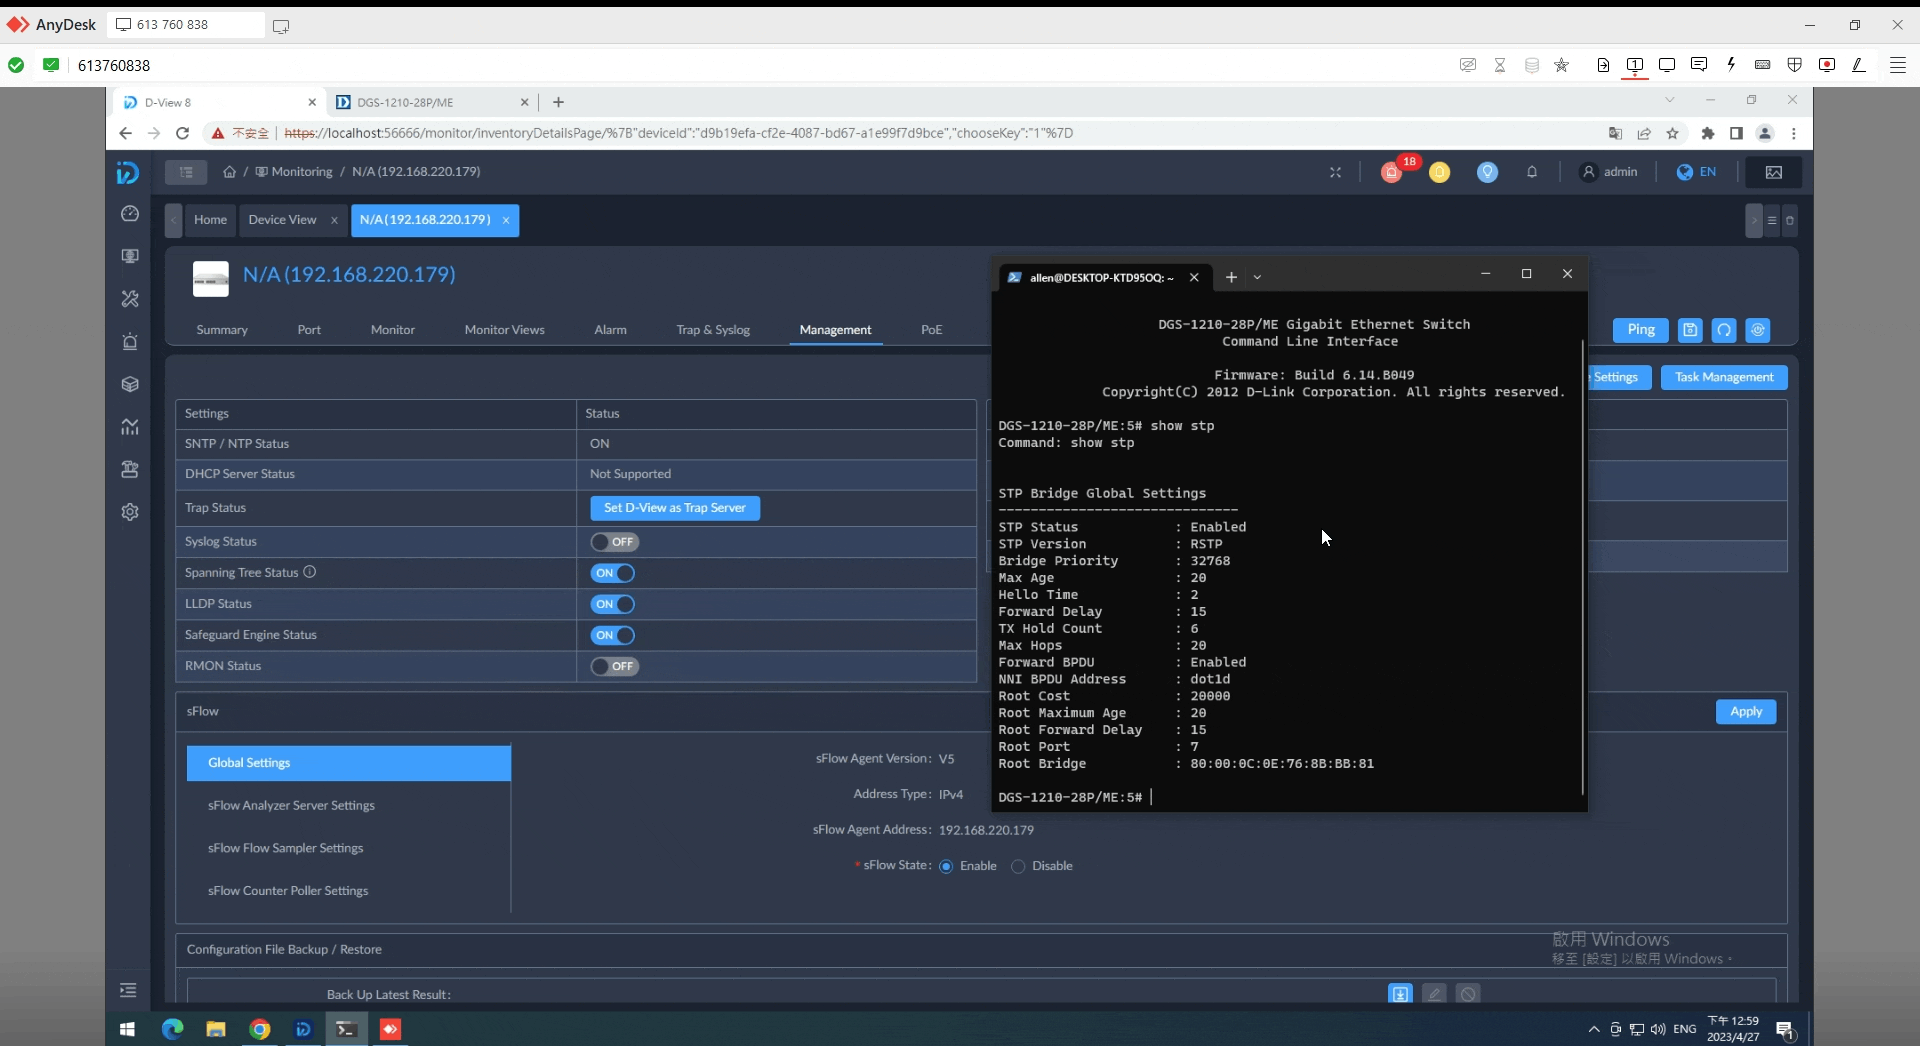 AnyDesk
613 760 838
613760838
D-View 8
DGS-1210-28P/ME
不安全
https://localhost:56666/monitor/inventoryDetailsPage/%7B"deviceId":"d9b19efa-cf2e-4087-bd67-a1e99f7d9bce","chooseKey":"1"%7D
/ Monitoring / N/A (192.168.220.179)
18
admin
EN
Home
Device View
N/A(192.168.220.179)
N/A(192.168.220.179)
Summary
Port
Monitor
Monitor Views
Alarm
Trap & Syslog
Management
PoE
Ping
Settings
Task Management
Settings
Status
SNTP / NTP Status
ON
DHCP Server Status
Not Supported
Trap Status
Set D-View as Trap Server
Syslog Status
OFF
Spanning Tree Status
ON
LLDP Status
ON
Safeguard Engine Status
ON
RMON Status
OFF
allen@DESKTOP-KTD95OQ: ~
DGS-1210-28P/ME Gigabit Ethernet Switch
Command Line Interface
Firmware: Build 6.14.B049
Copyright(C) 2012 D-Link Corporation. All rights reserved.
DGS-1210-28P/ME:5# show stp
Command: show stp
STP Bridge Global Settings
------------------------------
STP Status : Enabled
STP Version : RSTP
Bridge Priority : 32768
Max Age : 20
Hello Time : 2
Forward Delay : 15
TX Hold Count : 6
Max Hops : 20
Forward BPDU : Enabled
NNI BPDU Address : dot1d
Root Cost : 20000
Root Maximum Age : 20
Root Forward Delay : 15
Root Port : 7
Root Bridge : 80:00:0C:0E:76:8B:BB:81
DGS-1210-28P/ME:5#
sFlow
Apply
Global Settings
sFlow Analyzer Server Settings
sFlow Flow Sampler Settings
sFlow Counter Poller Settings
sFlow Agent Version: V5
Address Type: IPv4
sFlow Agent Address: 192.168.220.179
* sFlow State: Enable Disable
Configuration File Backup / Restore
Back Up Latest Result:
啟用 Windows
移至 [設定] 以啟用 Windows。
ENG
下午 12:59
2023/4/27
1